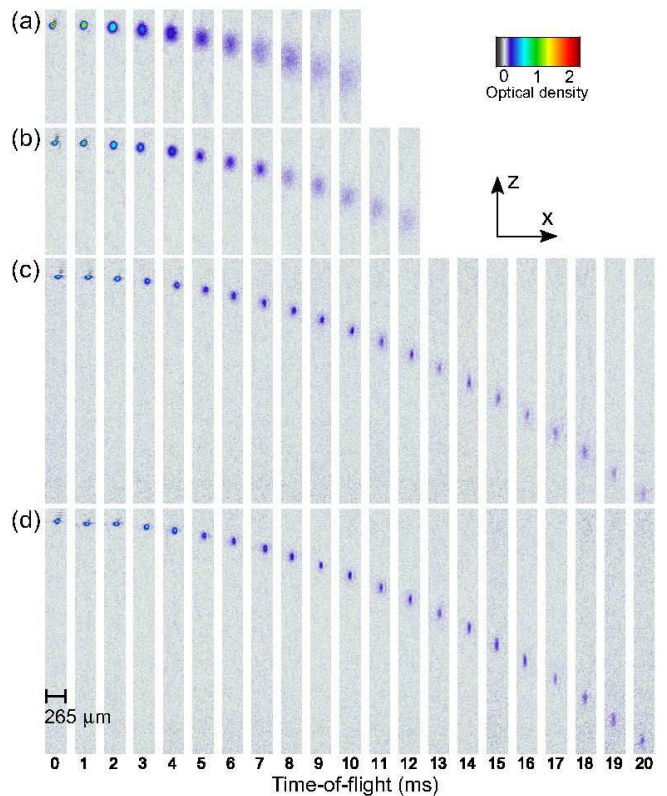 (a)
0 1 2
Optical density
(b)
z
x
(c)
(d)
265 μm
0 1 2 3 4 5 6 7 8 9 10 11 12 13 14 15 16 17 18 19 20
Time-of-flight (ms)